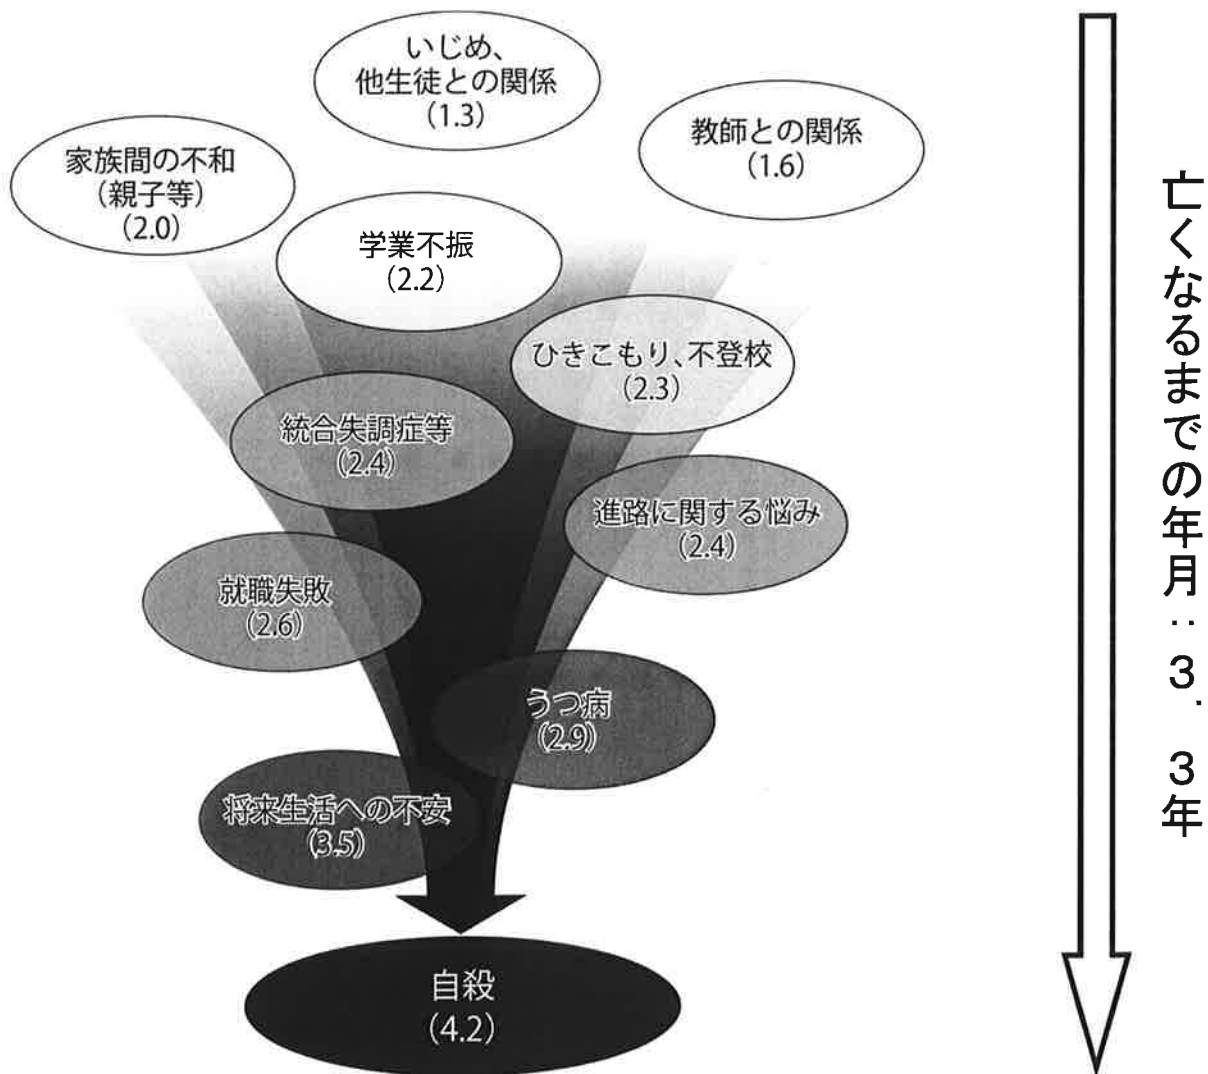 いじめ、
他生徒との関係
(1.3)
教師との関係
(1.6)
家族間の不和
(親子等)
(2.0)
学業不振
(2.2)
ひきこもり、不登校
(2.3)
統合失調症等
(2.4)
進路に関する悩み
(2.4)
就職失敗
(2.6)
うつ病
(2.9)
将来生活への不安
(3.5)
自殺
(4.2)
亡くなるまでの年月:3.3年